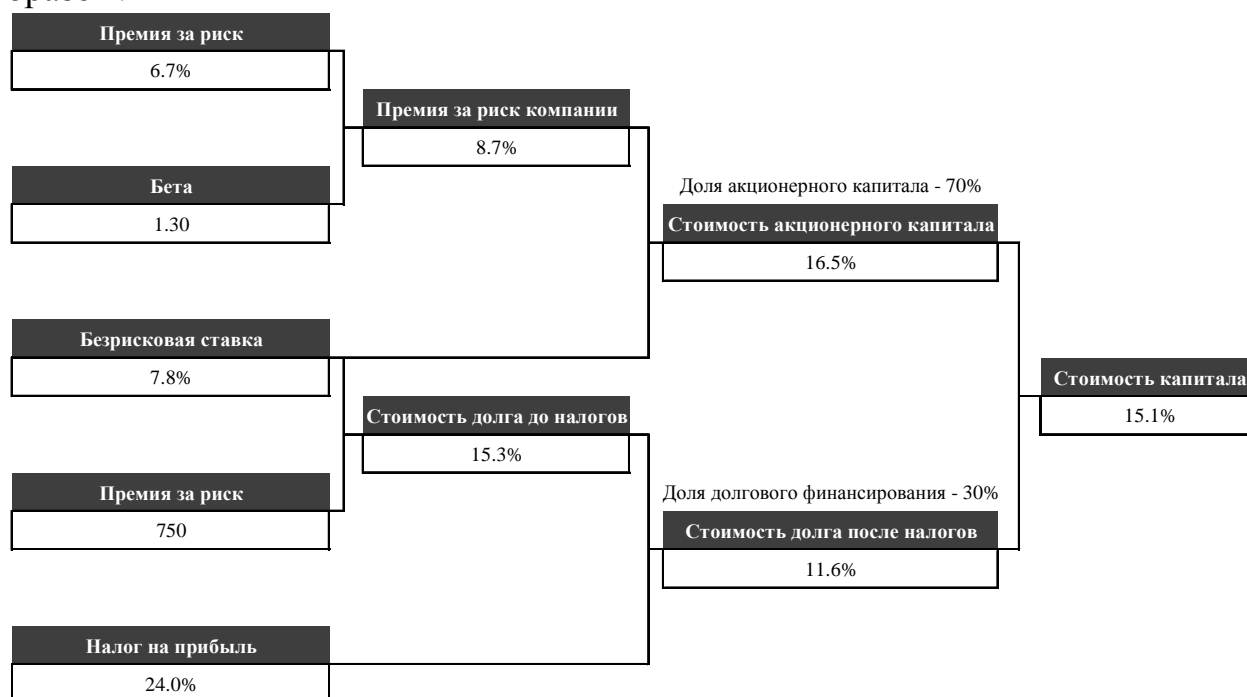 Премия за риск
6.7%
Премия за риск компании
8.7%
Бета
1.30
Доля акционерного капитала - 70%
Стоимость акционерного капитала
16.5%
Безрисковая ставка
7.8%
Стоимость капитала
15.1%
Стоимость долга до налогов
15.3%
Премия за риск
750
Доля долгового финансирования - 30%
Стоимость долга после налогов
11.6%
Налог на прибыль
24.0%